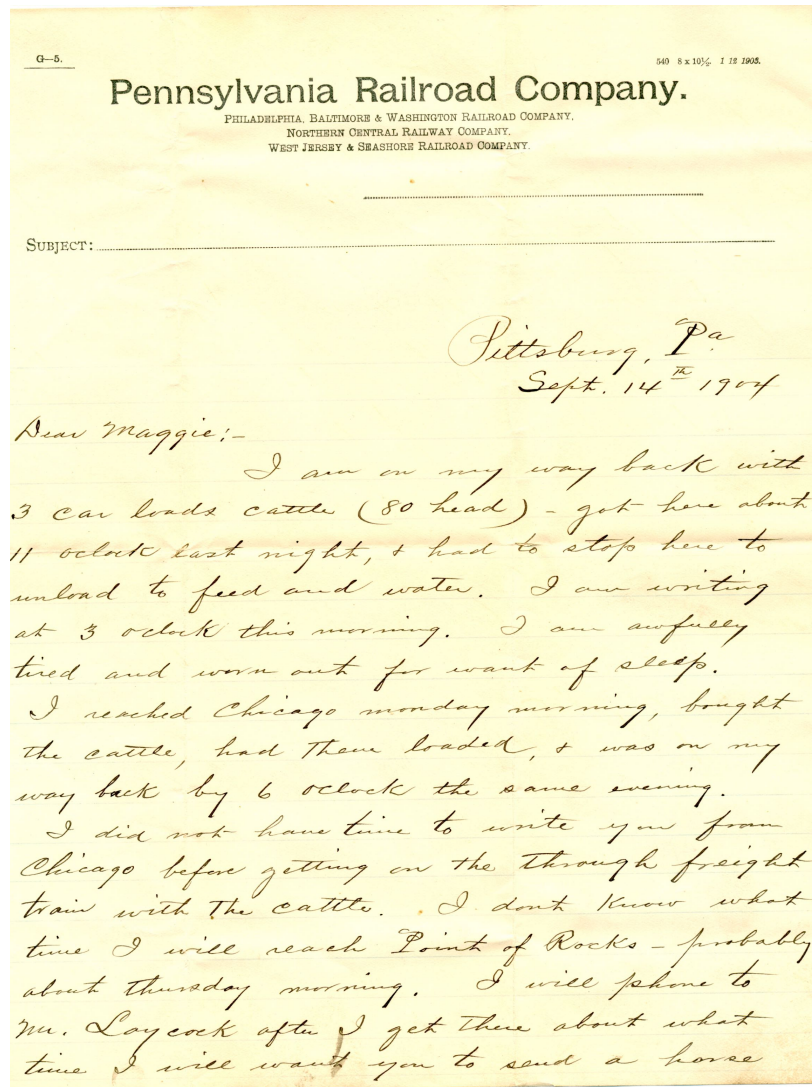 G—5.
540 8 x 10½. 1 12 1903.
Pennsylvania Railroad Company.
PHILADELPHIA, BALTIMORE & WASHINGTON RAILROAD COMPANY.
NORTHERN CENTRAL RAILWAY COMPANY.
WEST JERSEY & SEASHORE RAILROAD COMPANY.
SUBJECT:
Pittsburg, Pa
Sept. 14th 1904
Dear Maggie:-
I am on my way back with
3 car loads cattle (80 head) - got here about
11 oclock last night, & had to stop here to
unload to feed and water. I am writing
at 3 oclock this morning. I am awfully
tired and worn out for want of sleep.
I reached Chicago monday morning, bought
the cattle, had them loaded, & was on my
way back by 6 oclock the same evening.
I did not have time to write you from
Chicago before getting on the through freight
train with the cattle. I dont know what
time I will reach Point of Rocks - probably
about thursday morning. I will phone to
Mr. Laycock after I get there about what
time I will want you to send a horse